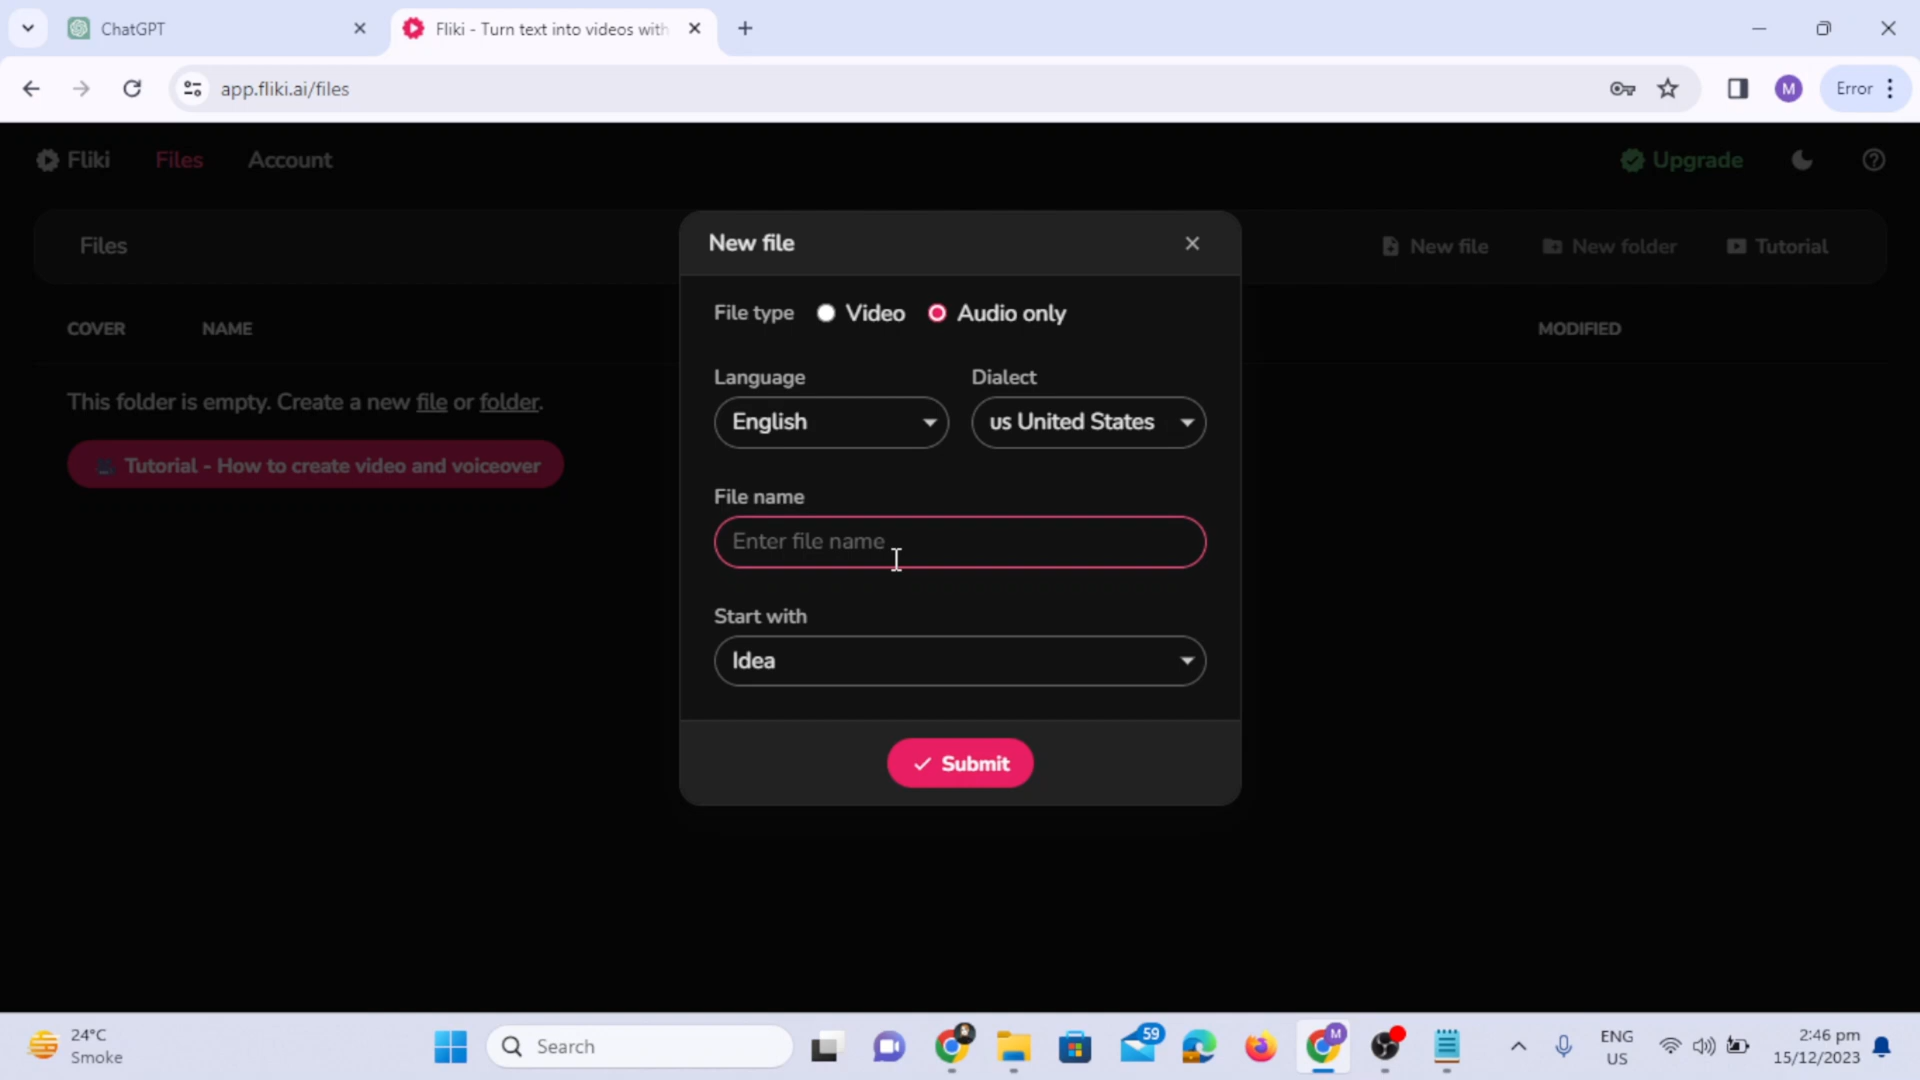 ChatGPT
Fliki - Turn text into videos with
app.fliki.ai/files
M
Error
Fliki
Files
Account
Upgrade
Files
New file
New folder
Tutorial
COVER
NAME
MODIFIED
This folder is empty. Create a new file or folder.
Tutorial - How to create video and voiceover
New file
File type
Video
Audio only
Language
Dialect
English
us United States
File name
Enter file name
Start with
Idea
Submit
24°C
Smoke
Search
59
M
ENG
US
2:46 pm
15/12/2023